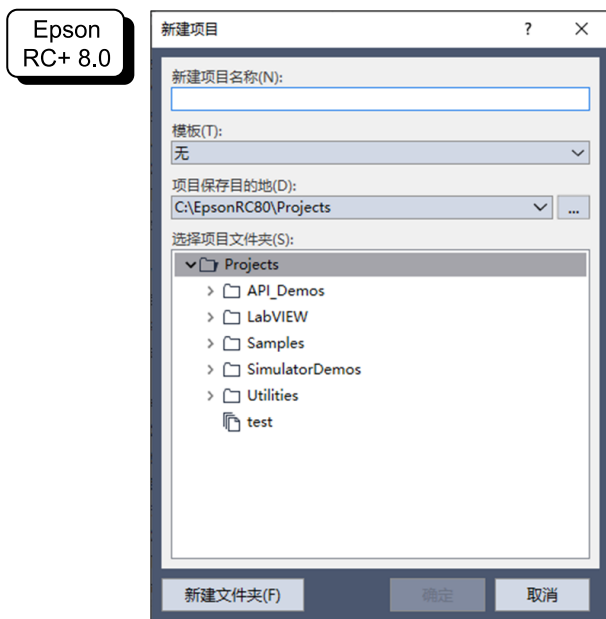 Epson
RC+ 8.0
新建项目
?
新建项目名称(N):
模板(T):
无
项目保存目的地(D):
C:\EpsonRC80\Projects
...
选择项目文件夹(S):
Projects
API_Demos
LabVIEW
Samples
SimulatorDemos
Utilities
test
新建文件夹(F) 确定 取消